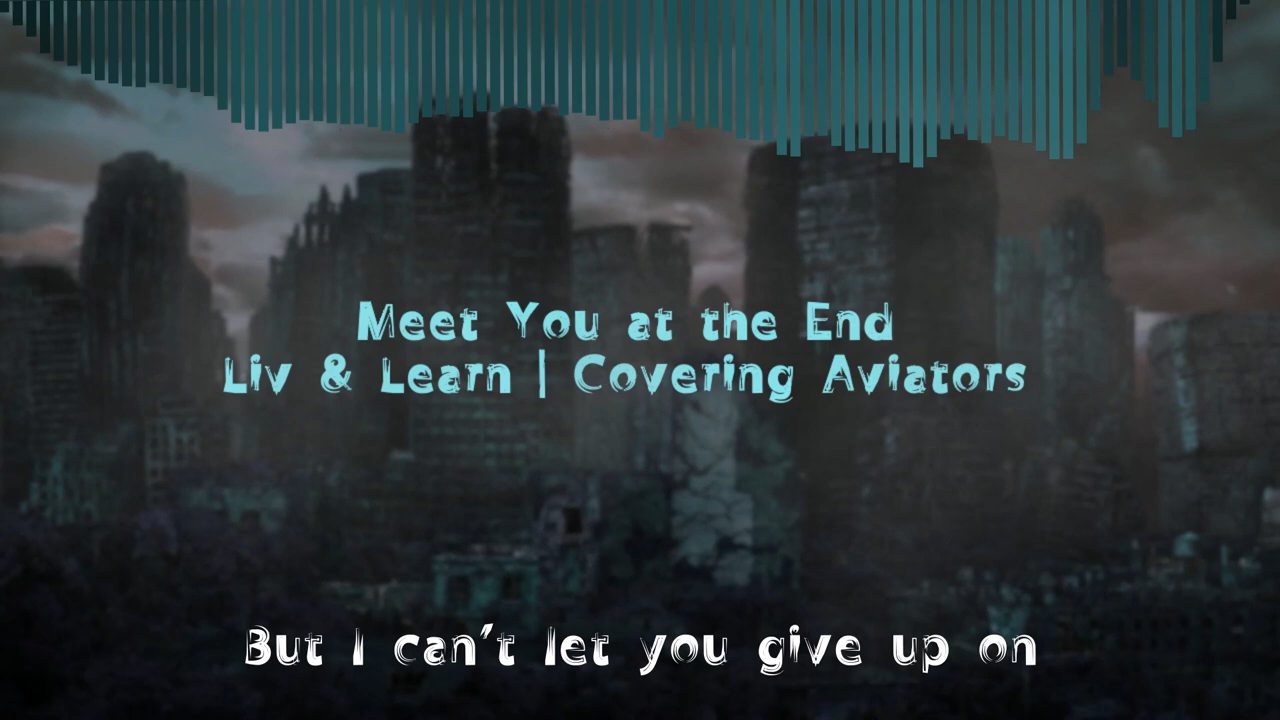 Meet You at the End
Liv & Learn | Covering Aviators
But I can't let you give up on